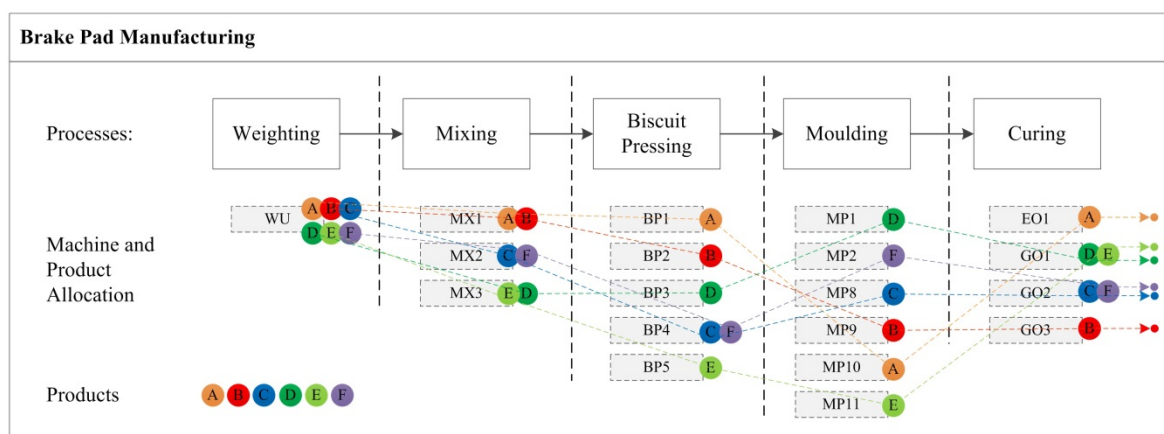 Brake Pad Manufacturing
Processes:
Weighting
Mixing
Biscuit
Pressing
Moulding
Curing
Machine and
Product
Allocation
WU
A B C
D E F
MX1
A B
MX2
C F
MX3
E D
BP1
A
BP2
B
BP3
D
BP4
C F
BP5
E
MP1
D
MP2
F
MP8
C
MP9
B
MP10
A
MP11
E
EO1
A
GO1
D E
GO2
C F
GO3
B
Products
A B C D E F